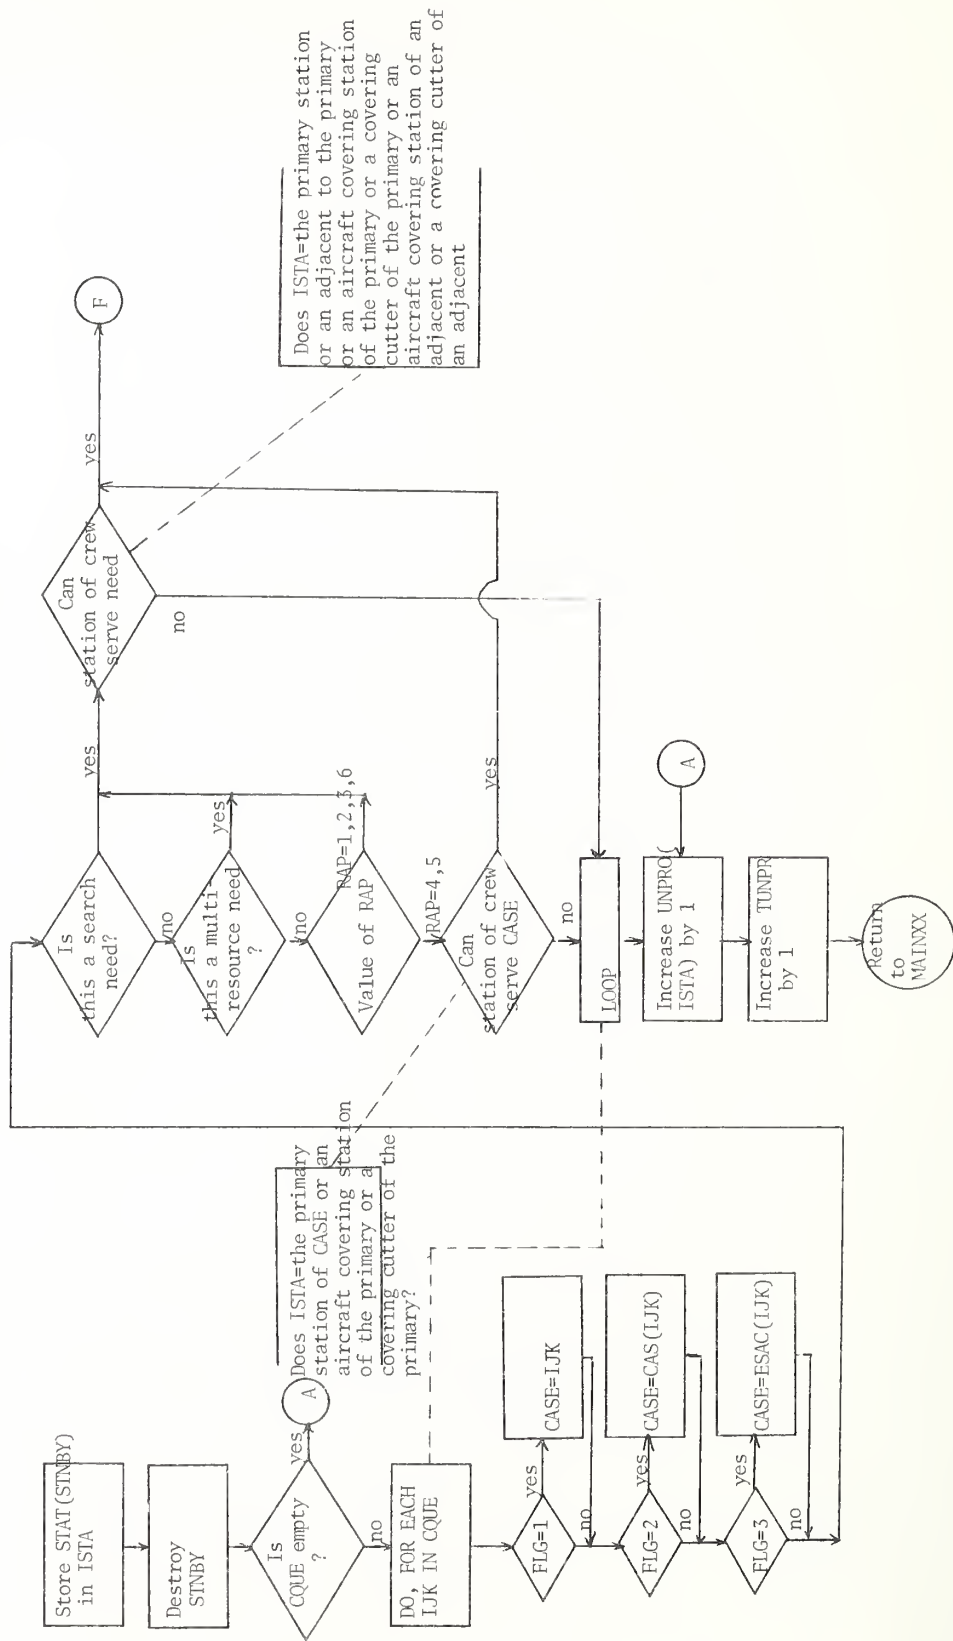 Store STAT(STNBY)
in ISTA
Destroy
STNBY
Is
CQUE empty
?
yes
A
no
DO, FOR EACH
IJK IN CQUE
FLG=1
yes
CASE=IJK
no
FLG=2
yes
CASE=CAS(IJK)
no
FLG=3
yes
CASE=ESAC(IJK)
no
Does ISTA=the primary
station of CASE or an
aircraft covering station
of the primary or a
covering cutter of the
primary?
Is
this a search
need?
yes
no
Is
this a multi-
resource need
?
yes
no
Value of RAP
RAP=1,2,3,6
RAP=4,5
Can
station of crew
serve CASE
yes
no
LOOP
Increase UNPRO(
ISTA) by 1
A
Increase TUNPR
by 1
Return
to
MAINXX
Can
station of crew
serve need
yes
no
F
Does ISTA=the primary station
or an adjacent to the primary
or an aircraft covering station
of the primary or a covering
cutter of the primary or an
aircraft covering station of an
adjacent or a covering cutter of
an adjacent